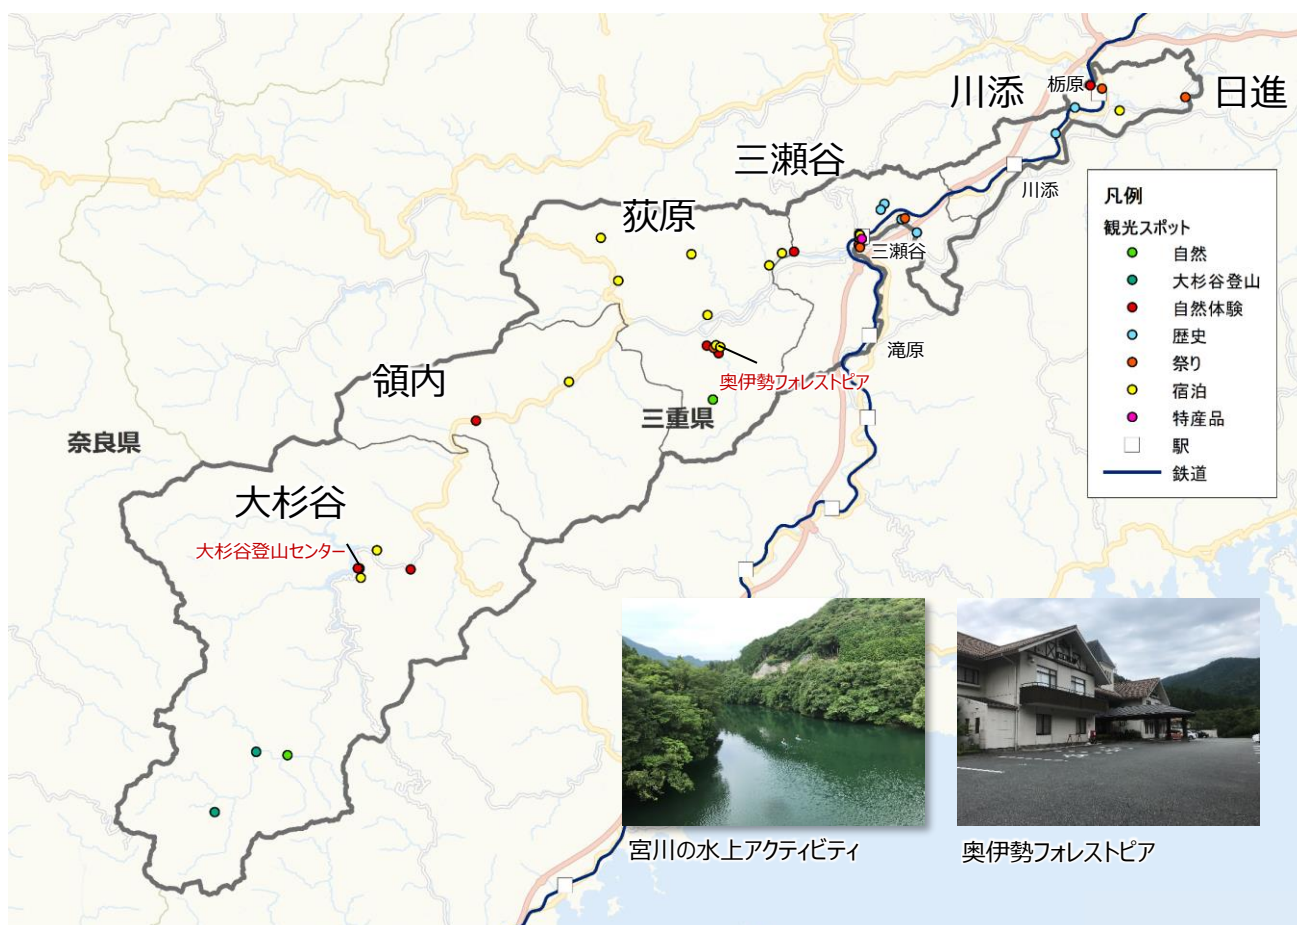 川添
栃原
日進
三瀬谷
川添
荻原
三瀬谷
滝原
奥伊勢フォレストピア
領内
三重県
奈良県
大杉谷
大杉谷登山センター
凡例
観光スポット
自然
大杉谷登山
自然体験
歴史
祭り
宿泊
特産品
駅
鉄道
宮川の水上アクティビティ
奥伊勢フォレストピア